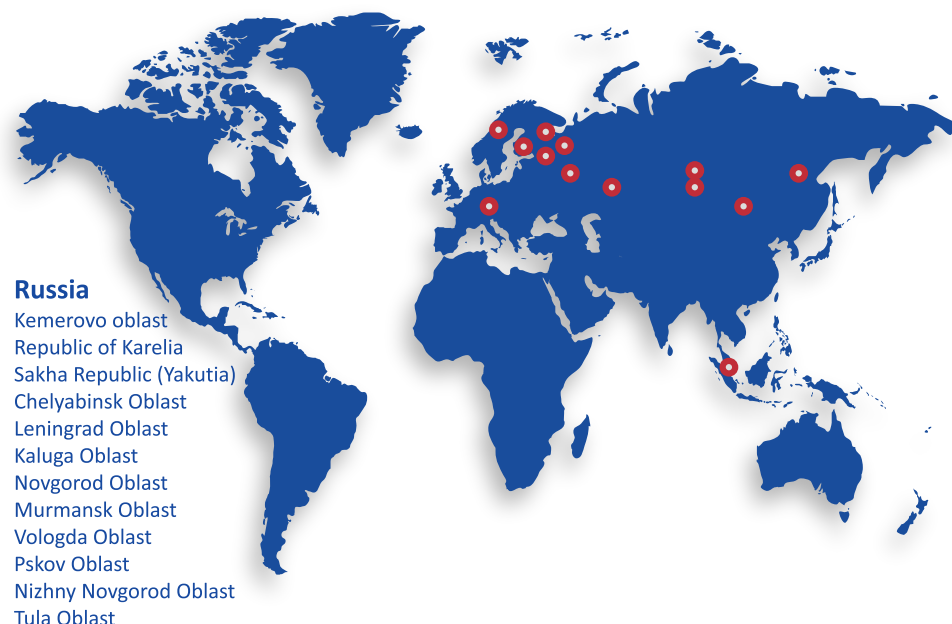 Russia
Kemerovo oblast
Republic of Karelia
Sakha Republic (Yakutia)
Chelyabinsk Oblast
Leningrad Oblast
Kaluga Oblast
Novgorod Oblast
Murmansk Oblast
Vologda Oblast
Pskov Oblast
Nizhny Novgorod Oblast
Tula Oblast